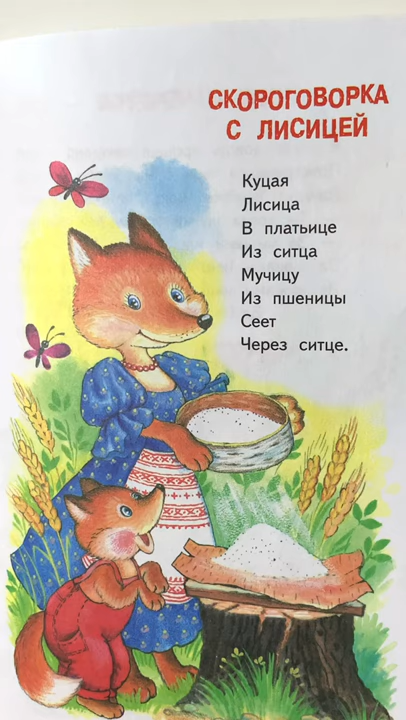 СКОРОГОВОРКА
С ЛИСИЦЕЙ
Куцая
Лисица
В платьице
Из ситца
Мучицу
Из пшеницы
Сеет
Через ситце.